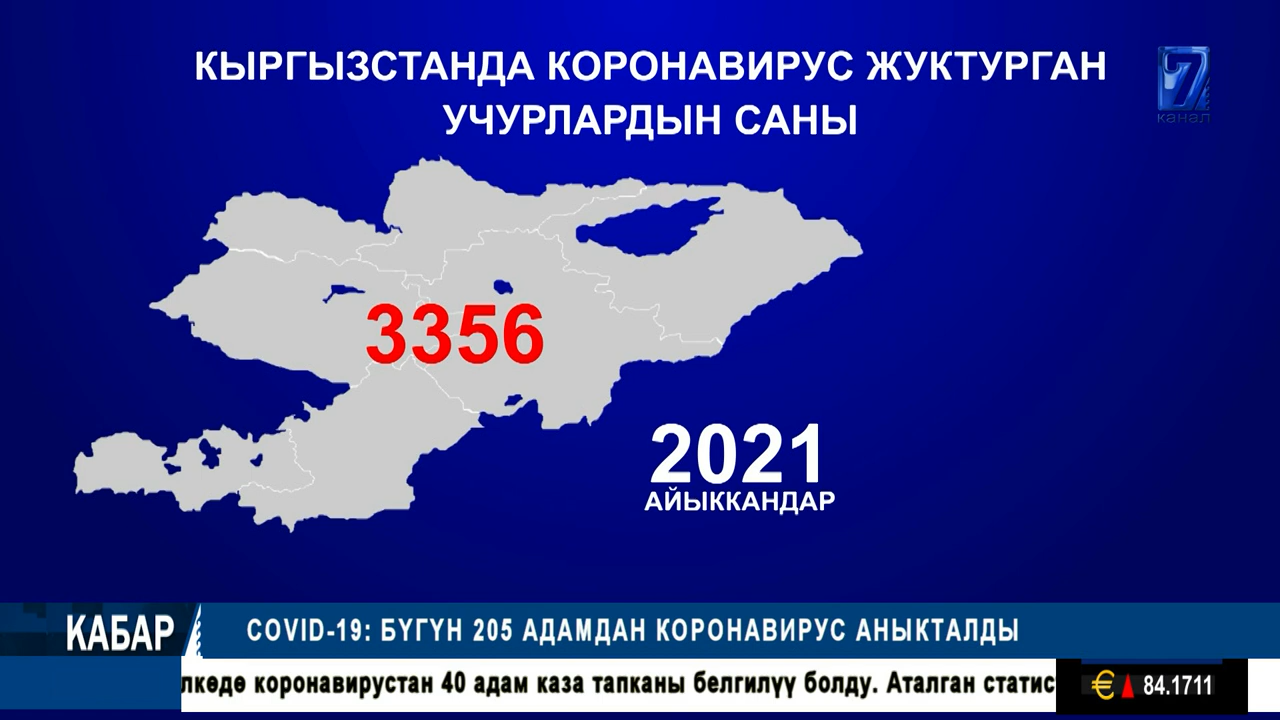 КЫРГЫЗСТАНДА КОРОНАВИРУС ЖУКТУРГАН
УЧУРЛАРДЫН САНЫ
7
канал
3356
2021
АЙЫККАНДАР
КАБАР
COVID-19: БҮГҮН 205 АДАМДАН КОРОНАВИРУС АНЫКТАЛДЫ
лкөдө коронавирустан 40 адам каза тапканы белгилүү болду. Аталган статис
€ 84.1711